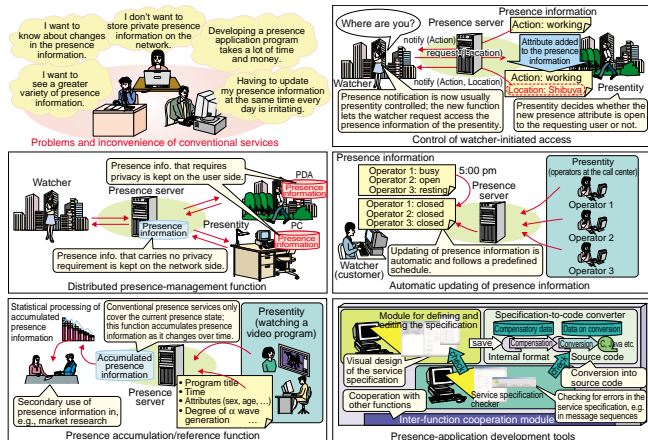 I want to
know about changes
in the presence
information.
I don't want to
store private presence
information on the
network.
Developing a presence
application program
takes a lot of time
and money.
I want to
see a greater
variety of presence
information.
Having to update
my presence information
at the same time every
day is irritating.
Problems and inconvenience of conventional services
Where are you?
Presence server
Presence information
Action: working
notify (Action)
request (Location)
Attribute added
to the presence
information
Watcher
notify (Action, Location)
Action: working
Location: Shibuya
Presentity
Presence notification is now usually
presentity controlled; the new function
lets the watcher request access the
presence information of the presentity.
Presentity decides whether the
new presence attribute is open to
the requesting user or not.
Control of watcher-initiated access
Presence info. that requires
privacy is kept on the user side.
PDA
Presence
information
Watcher
Presence server
Presence
information
Presentity
PC
Presence
information
Presence info. that carries no privacy
requirement is kept on the network side.
Distributed presence-management function
Presence information
Operator 1: busy
Operator 2: open
Operator 3: resting
5:00 pm
Presence
server
Presentity
(operators at the call center)
Operator 1: closed
Operator 2: closed
Operator 3: closed
Operator 1
Operator 2
Operator 3
Watcher
(customer)
Updating of presence information is
automatic and follows a predefined
schedule.
Automatic updating of presence information
Statistical processing of
accumulated
presence
information
Conventional presence services only
cover the current presence state;
this function accumulates presence
information as it changes over time.
Presentity
(watching a
video program)
Accumulated
presence
information
Presence
server
• Program title
• Time
• Attributes (sex, age, ...)
• Degree of α wave
generation ...
Secondary use of
presence information in,
e.g., market research
Presence accumulation/reference function
Module for defining and
editing the specification
Specification-to-code converter
Compensatory data
Data on conversion
save
Compensation
Conversion
C, Java etc.
Internal format
Source code
Visual design
of the service
specification
check
Conversion into
source code
Service specification
checker
Cooperation with
other functions
Checking for errors in the
service specification, e.g.
in message sequences
Inter-function cooperation module
Presence-application development tools